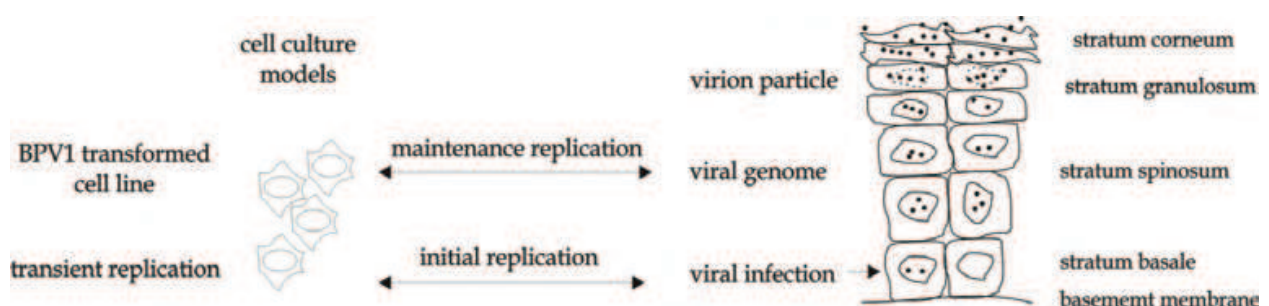 cell culture
models
BPV1 transformed
cell line
transient replication
maintenance replication
initial replication
virion particle
viral genome
viral infection
stratum corneum
stratum granulosum
stratum spinosum
stratum basale
basememt membrane